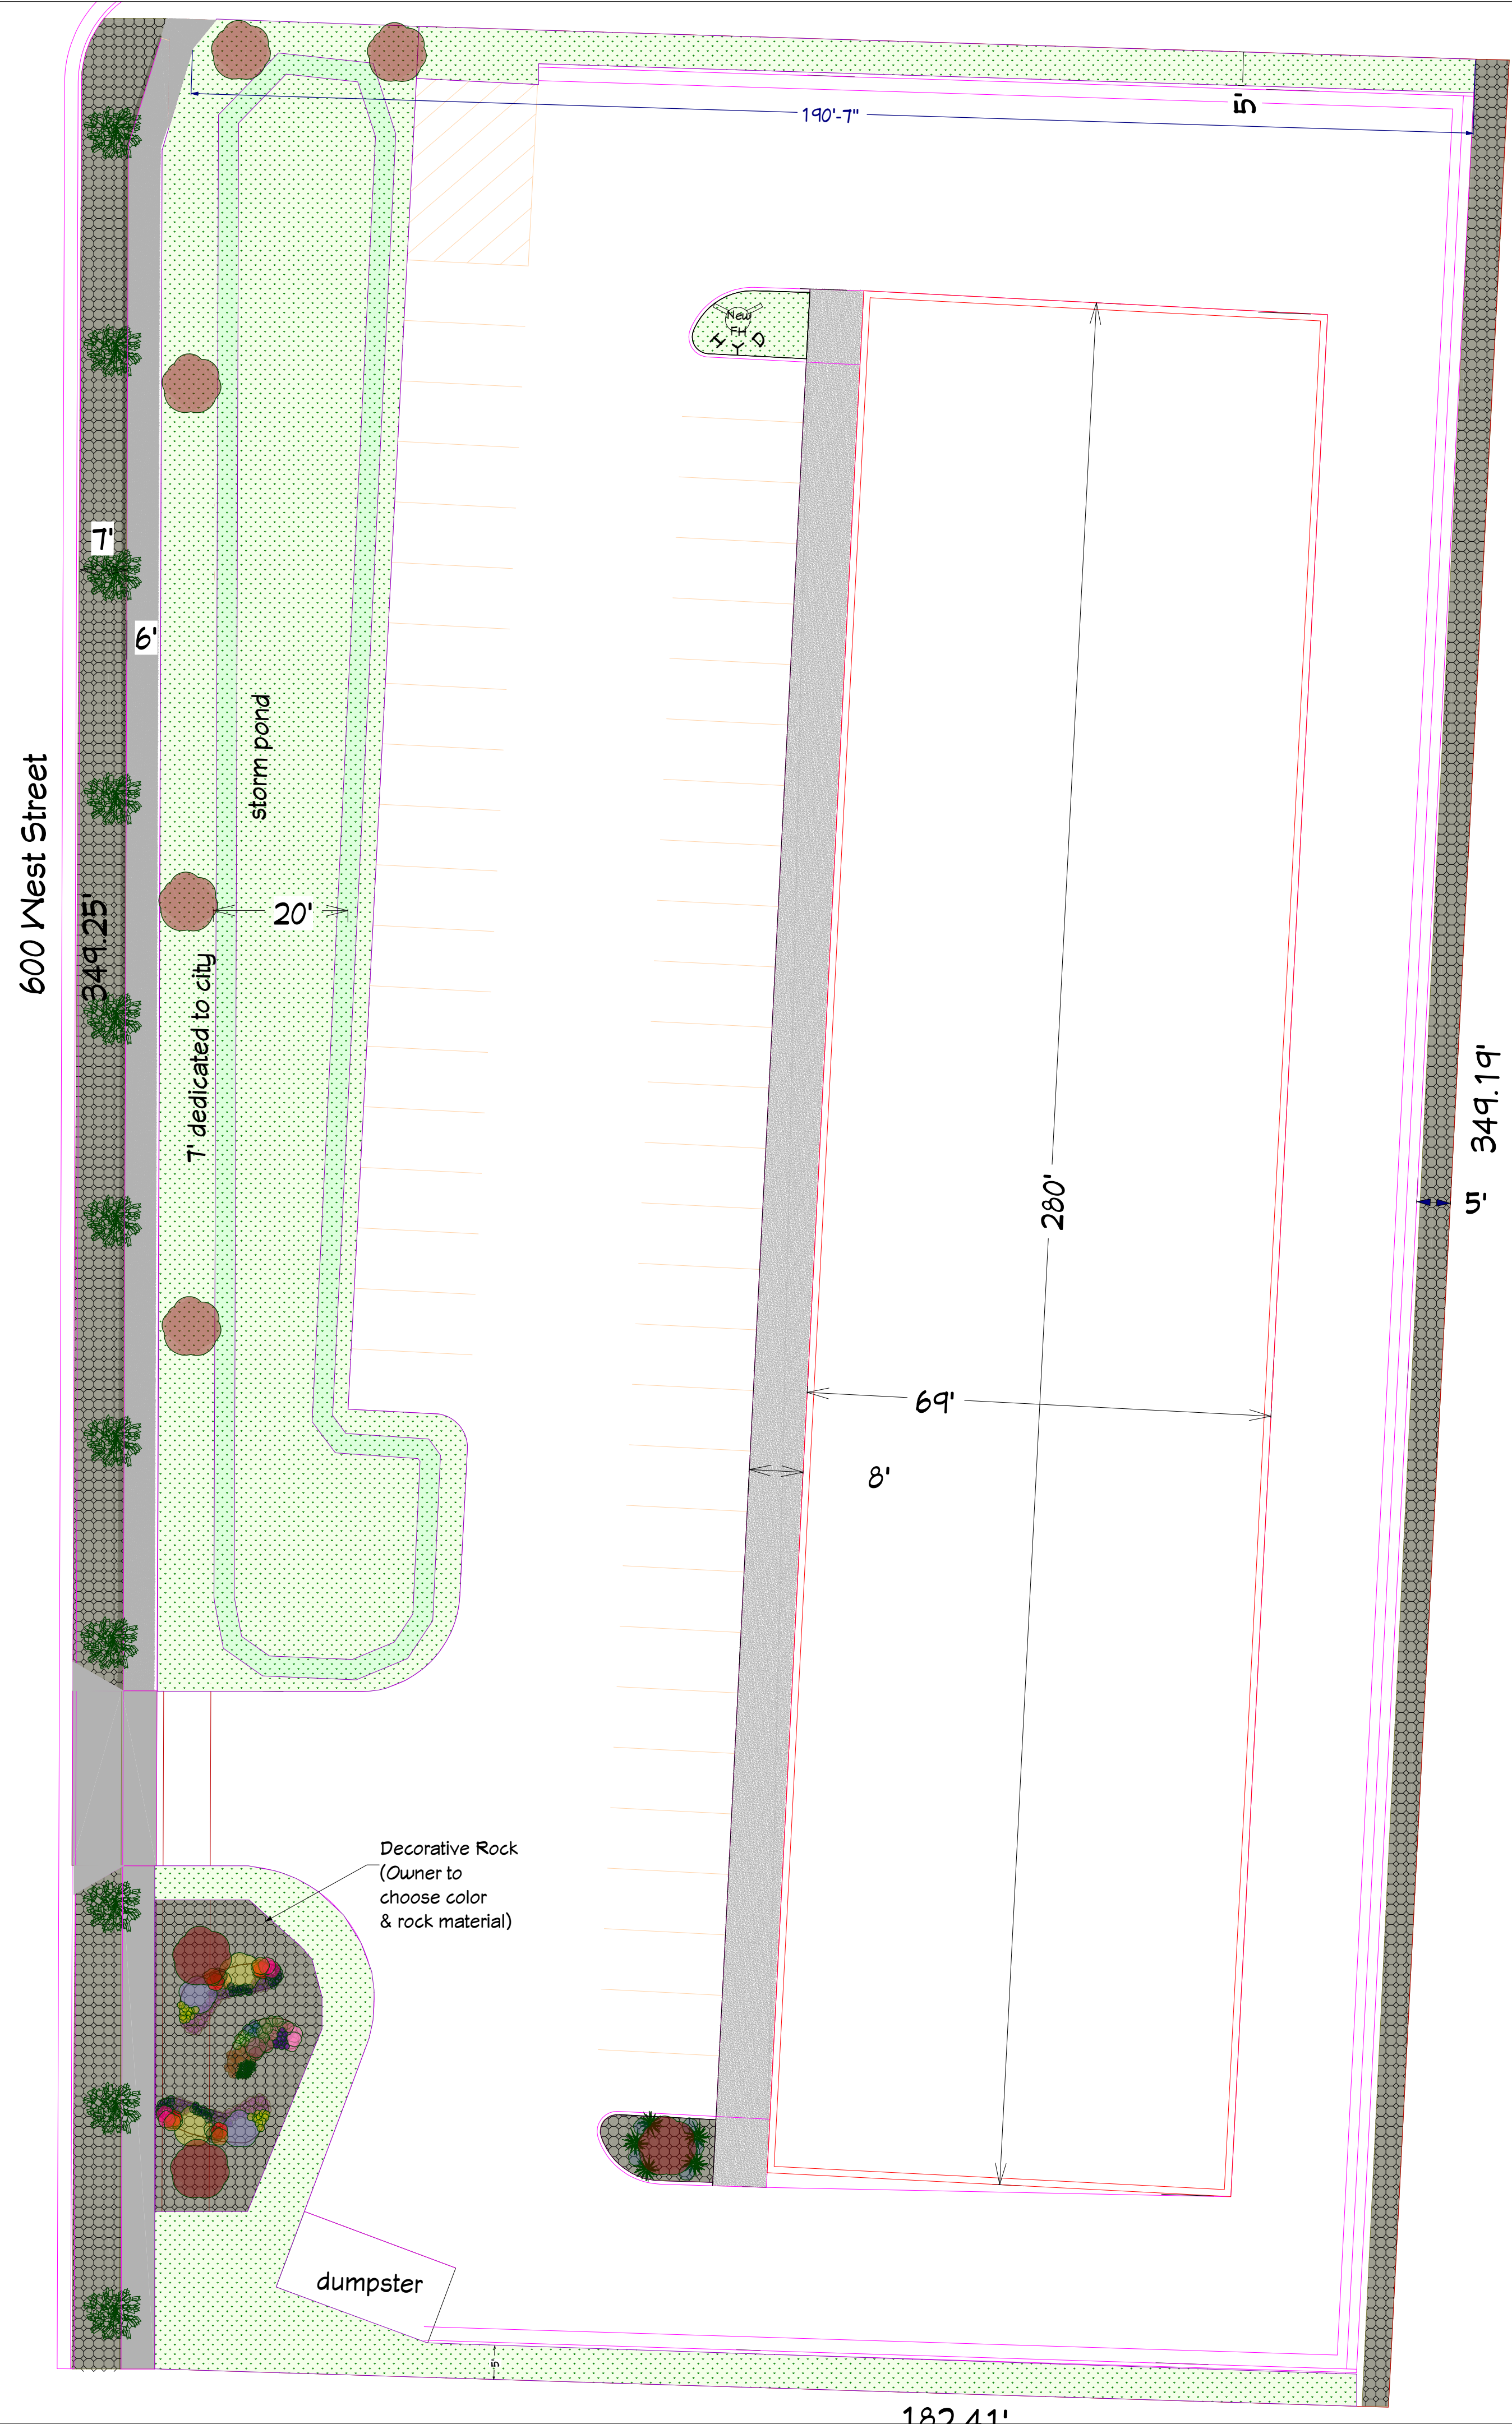 5'
190'-7"
New
FH
HYD
7'
6'
storm pond
600 West Street
349.25'
20'
7' dedicated to city
349.19'
5'
280'
69'
8'
Decorative Rock
(Owner to
choose color
& rock material)
dumpster
5'
182.41'